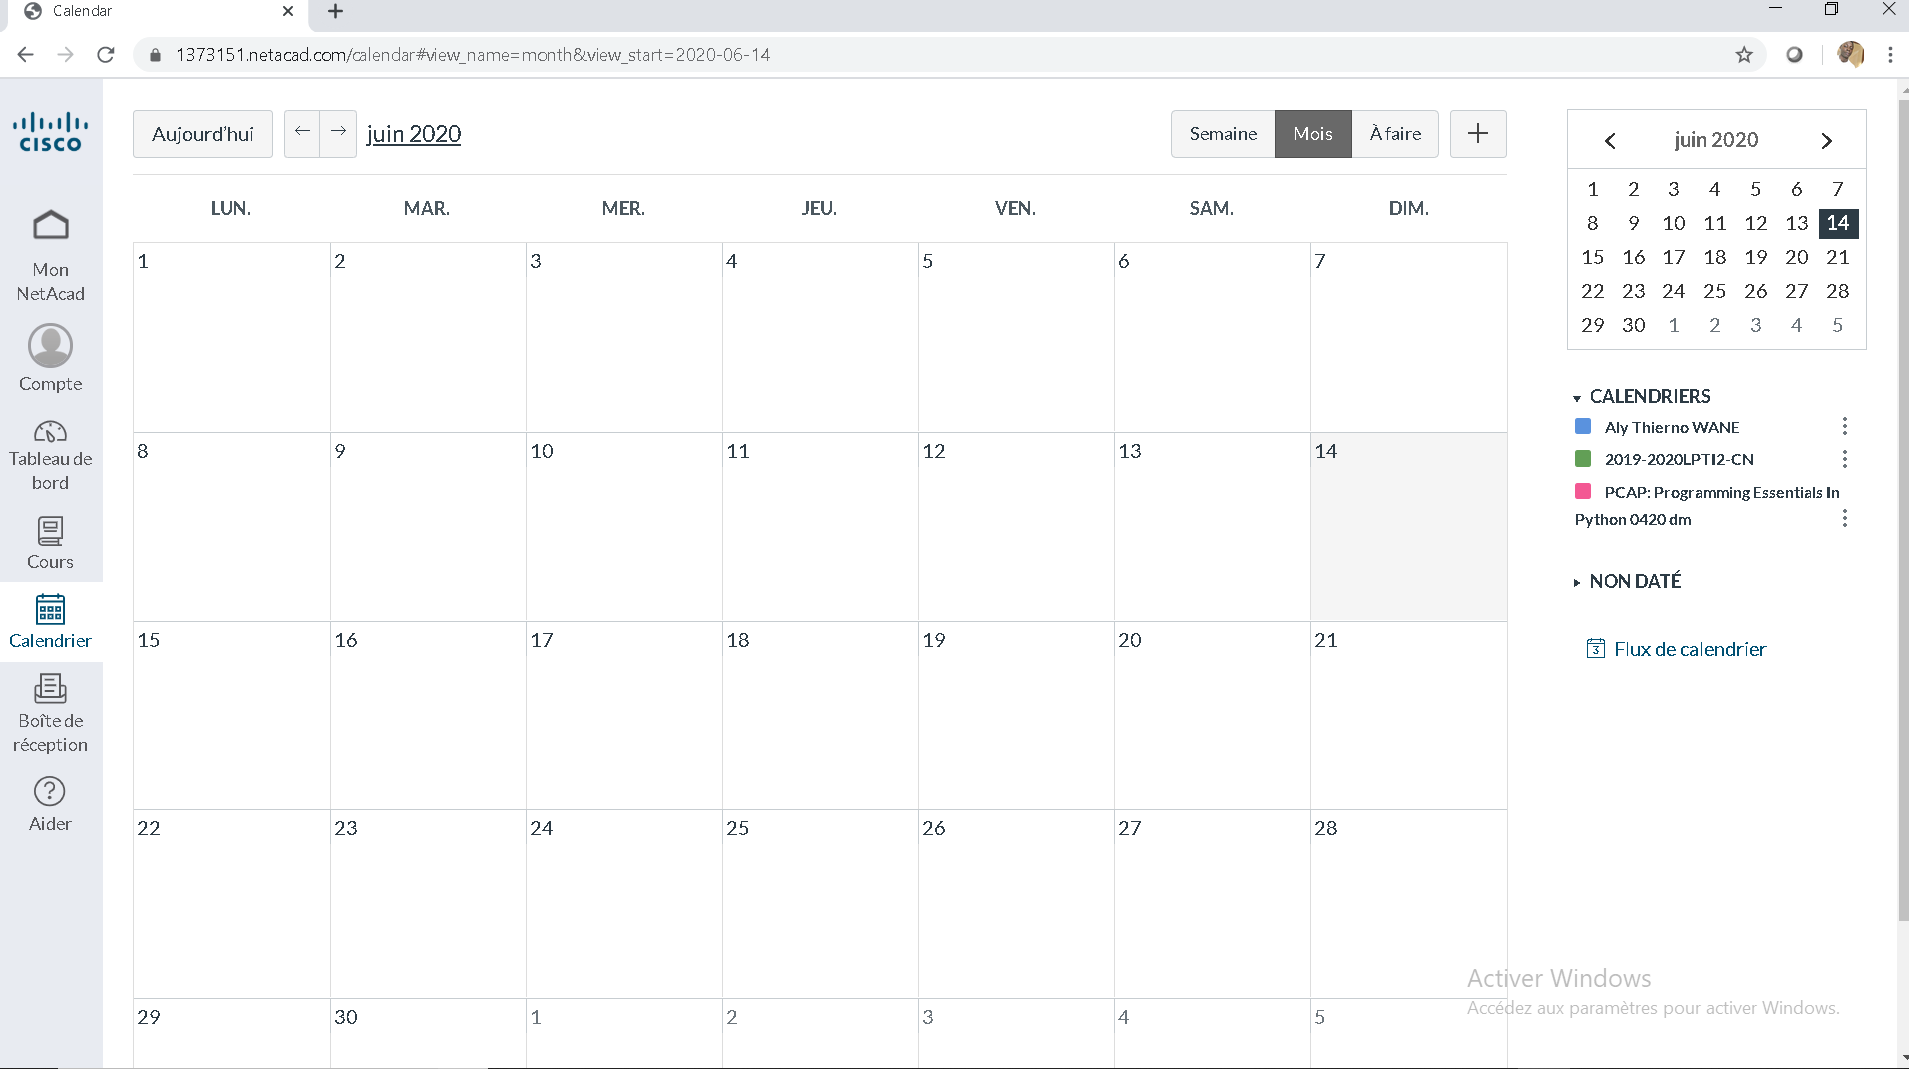 Calendar
1373151.netacad.com/calendar#view_name=month&view_start=2020-06-14
CISCO
Mon
NetAcad
Compte
Tableau de
bord
Cours
Calendrier
Boîte de
réception
Aider
Aujourd'hui
juin 2020
Semaine Mois À faire
LUN. MAR. MER. JEU. VEN. SAM. DIM.
1 2 3 4 5 6 7
8 9 10 11 12 13 14
15 16 17 18 19 20 21
22 23 24 25 26 27 28
29 30 1 2 3 4 5
juin 2020
1 2 3 4 5 6 7
8 9 10 11 12 13 14
15 16 17 18 19 20 21
22 23 24 25 26 27 28
29 30 1 2 3 4 5
CALENDRIERS
Aly Thierno WANE
2019-2020LPTI2-CN
PCAP: Programming Essentials In
Python 0420 dm
NON DATÉ
3 Flux de calendrier
Activer Windows
Accédez aux paramètres pour activer Windows.